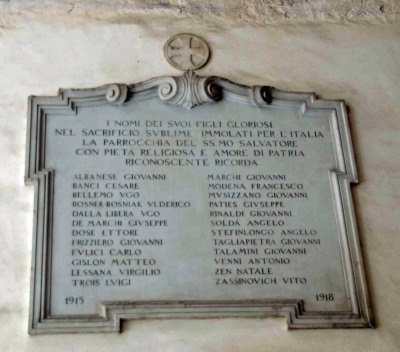 I NOMI DEI SVOI FIGLI GLORIOSI
NEL SACRIFICIO SVBLIME IMMOLATI PER L'ITALIA
LA PARROCCHIA DEL SS MO SALVATORE
CON PIETA RELIGIOSA E AMORE DI PATRIA
RICONOSCENTE RICORDA
ALBANESE GIOVANNI
BANCI CESARE
BELLEMO VGO
BOSNER-BOSNIAK VLDERICO
DALLA LIBERA VGO
DE MARCHI GIVSEPPE
DOSE ETTORE
FRIZZIERO GIOVANNI
FVLICI CARLO
GISLON MATTEO
LESSANA VIRGILIO
TROIS LVIGI
MARCHI GIOVANNI
MODENA FRANCESCO
MVSIZZANO GIOVANNI
PATIES GIVSEPPE
RINALDI GIOVANNI
SOLDÀ ANGELO
STEFINLONGO ANGELO
TAGLIAPIETRA GIOVANNI
TALAMINI GIOVANNI
VENNI ANTONIO
ZEN NATALE
ZASSINOVICH VITO
1915 1918